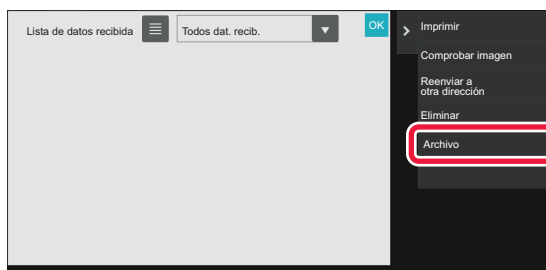 Lista de datos recibida
Todos dat. recib.
OK
Imprimir
Comprobar imagen
Reenviar a
otra dirección
Eliminar
Archivo